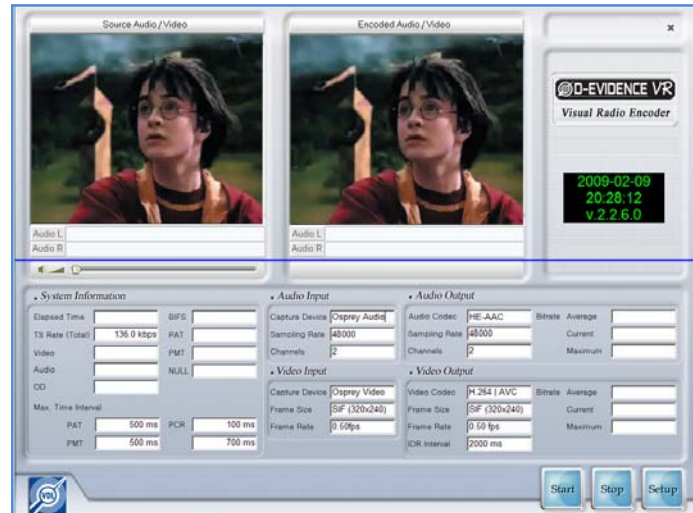 Source Audio/Video
Encoded Audio/Video
×
D-EVIDENCE VR
Visual Radio Encoder
2009-02-09
20:28:12
v.2.2.6.0
Audio L
Audio R
Audio L
Audio R
System Information
Elapsed Time
BIFS
TS Rate (Total) 136.0 kbps
PAT
Video
PMT
Audio
NULL
OD
Max. Time Interval
PAT 500 ms PCR 100 ms
PMT 500 ms 700 ms
Audio Input
Capture Device Osprey Audio
Sampling Rate 48000
Channels 2
Video Input
Capture Device Osprey Video
Frame Size SIF (320x240)
Frame Rate 0.50fps
Audio Output
Audio Codec HE-AAC Bitrate Average
Sampling Rate 48000 Current
Channels 2 Maximum
Video Output
Video Codec H.264 | AVC Bitrate Average
Frame Size SIF (320x240) Current
Frame Rate 0.50 fps Maximum
IDR Interval 2000 ms
VDL
Start
Stop
Setup